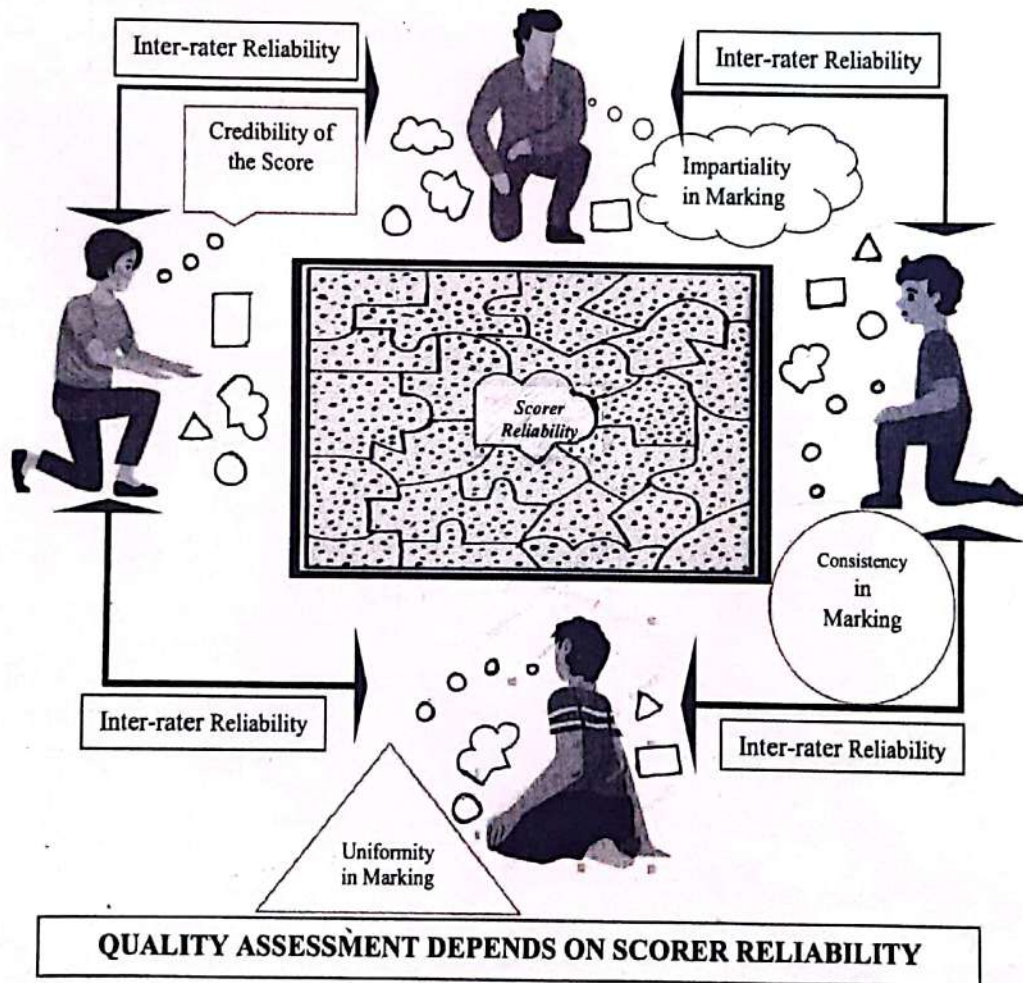 Inter-rater Reliability
Inter-rater Reliability
Credibility of
the Score
Impartiality
in Marking
Scorer
Reliability
Consistency
in
Marking
Inter-rater Reliability
Inter-rater Reliability
Uniformity
in Marking
QUALITY ASSESSMENT DEPENDS ON SCORER RELIABILITY